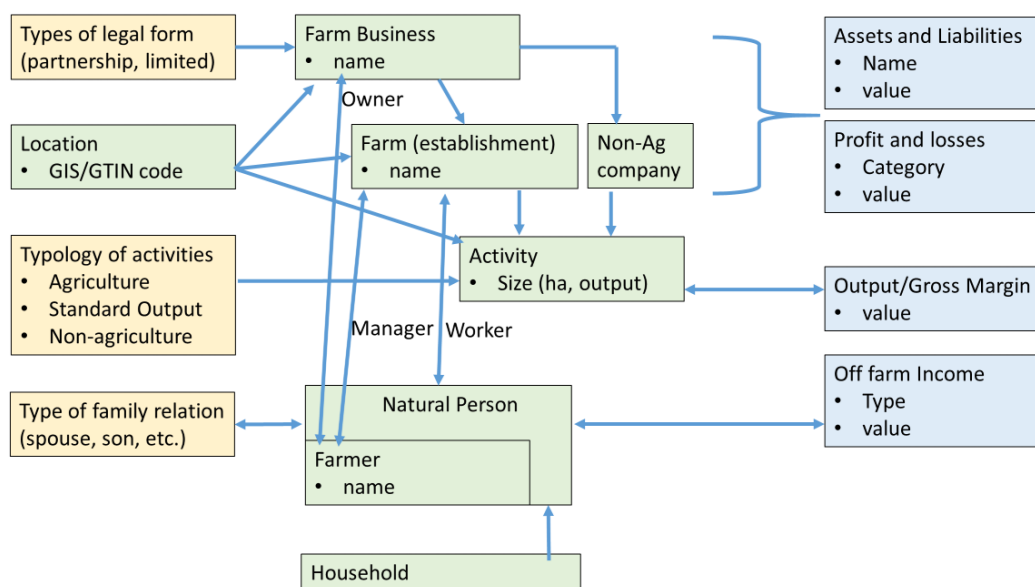 Types of legal form
(partnership, limited)
Farm Business
• name
Assets and Liabilities
• Name
• value
Owner
Location
• GIS/GTIN code
Farm (establishment)
• name
Non-Ag
company
Profit and losses
• Category
• value
Typology of activities
• Agriculture
• Standard Output
• Non-agriculture
Activity
• Size (ha, output)
Output/Gross Margin
• value
Manager
Worker
Type of family relation
(spouse, son, etc.)
Natural Person
Farmer
• name
Off farm Income
• Type
• value
Household